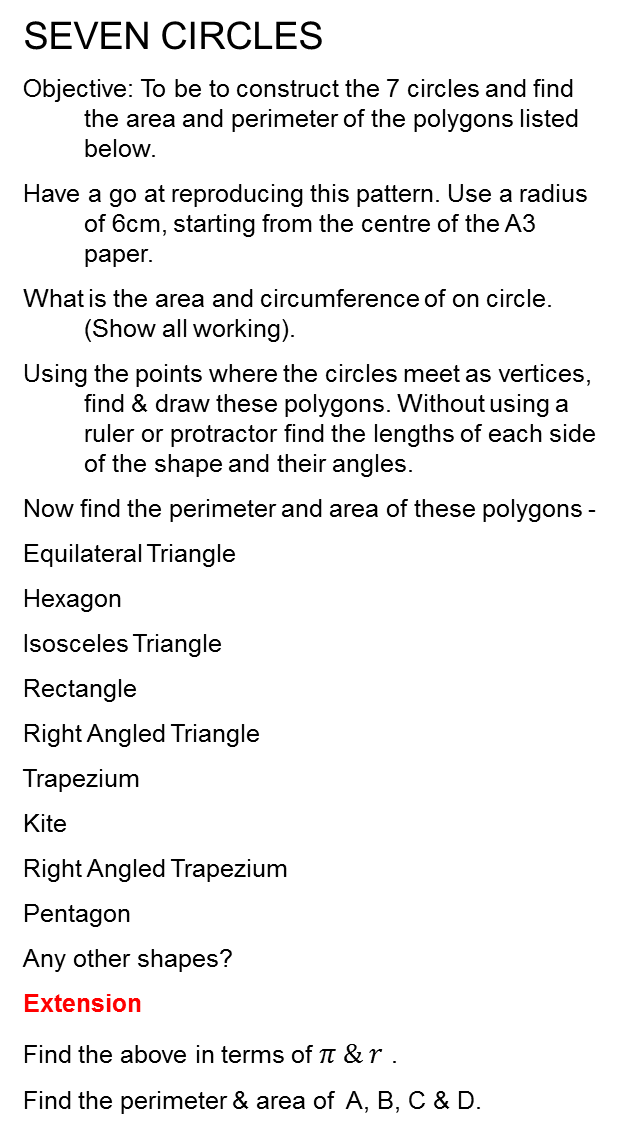 SEVEN CIRCLES
Objective: To be to construct the 7 circles and find
the area and perimeter of the polygons listed
below.
Have a go at reproducing this pattern. Use a radius
of 6cm, starting from the centre of the A3
paper.
What is the area and circumference of on circle.
(Show all working).
Using the points where the circles meet as vertices,
find & draw these polygons. Without using a
ruler or protractor find the lengths of each side
of the shape and their angles.
Now find the perimeter and area of these polygons -
Equilateral Triangle
Hexagon
Isosceles Triangle
Rectangle
Right Angled Triangle
Trapezium
Kite
Right Angled Trapezium
Pentagon
Any other shapes?
Extension
Find the above in terms of π & r .
Find the perimeter & area of A, B, C & D.